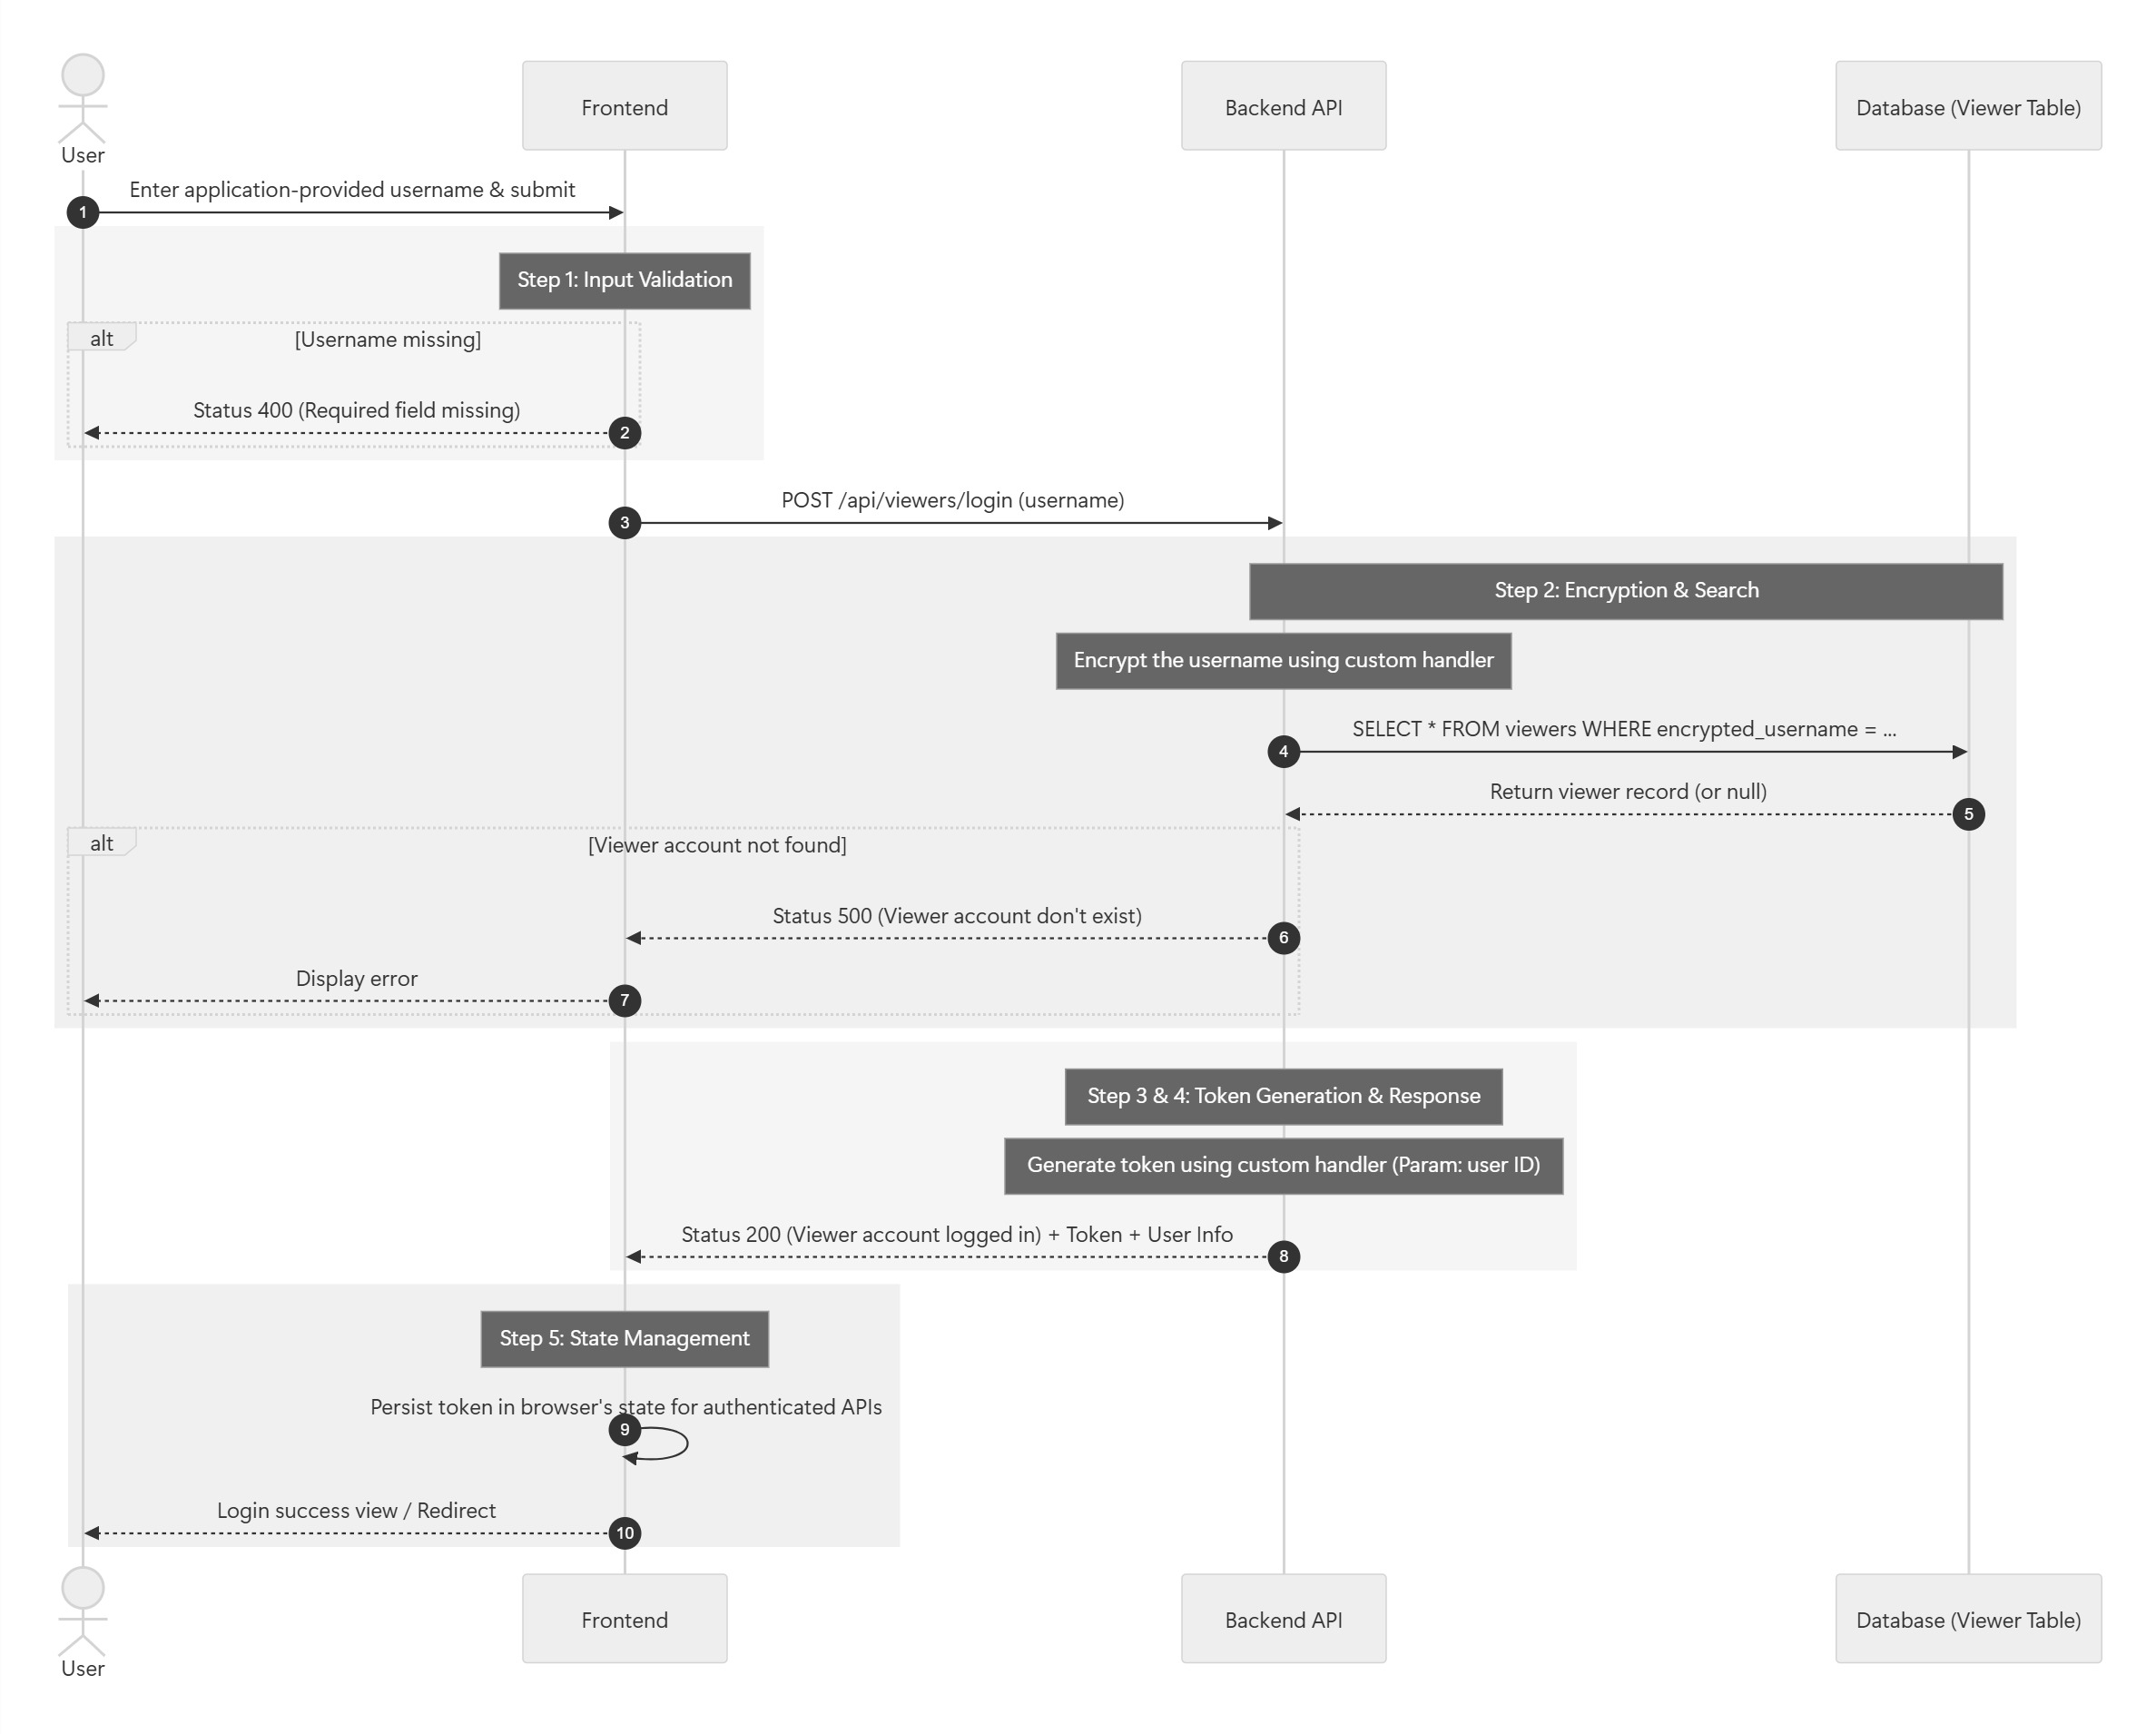 User
Frontend
Backend API
Database (Viewer Table)
Enter application-provided username & submit
1
Step 1: Input Validation
alt
[Username missing]
Status 400 (Required field missing)
2
POST /api/viewers/login (username)
3
Step 2: Encryption & Search
Encrypt the username using custom handler
SELECT * FROM viewers WHERE encrypted_username = ...
4
Return viewer record (or null)
5
alt
[Viewer account not found]
Status 500 (Viewer account don't exist)
6
Display error
7
Step 3 & 4: Token Generation & Response
Generate token using custom handler (Param: user ID)
Status 200 (Viewer account logged in) + Token + User Info
8
Step 5: State Management
Persist token in browser's state for authenticated APIs
9
Login success view / Redirect
10
User
Frontend
Backend API
Database (Viewer Table)